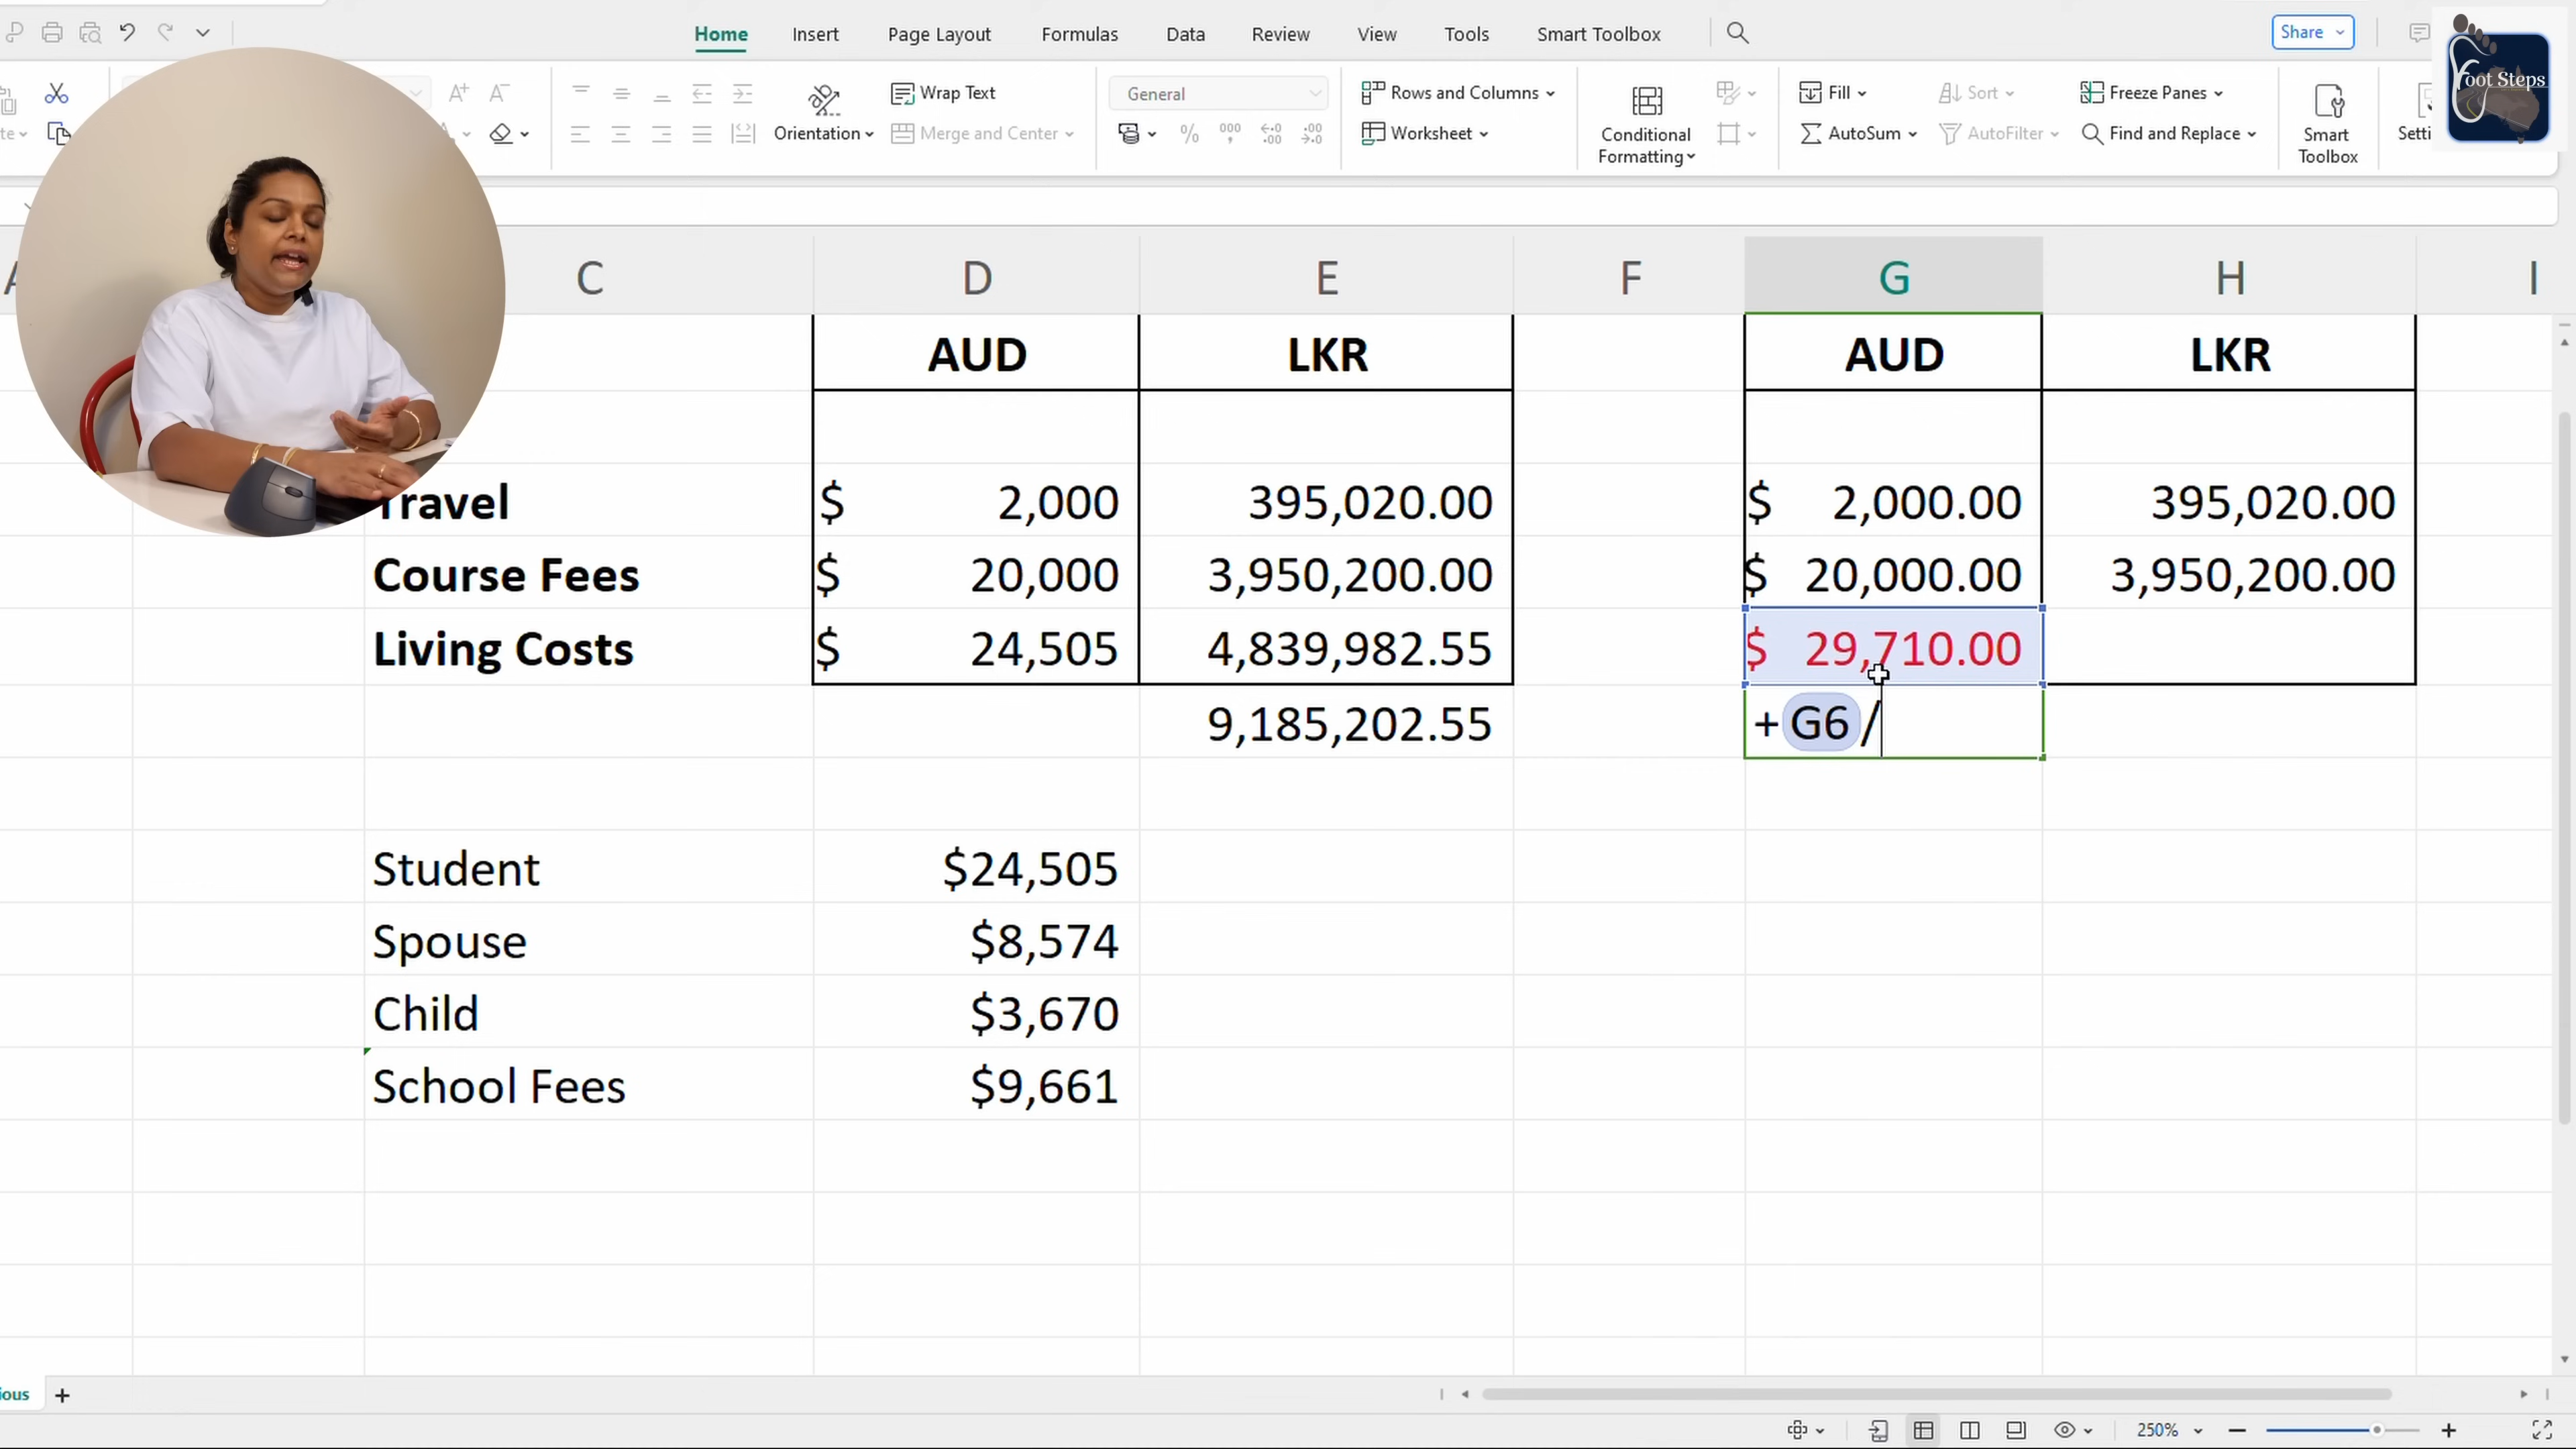 Home Insert Page Layout Formulas Data Review View Tools Smart Toolbox Share
Foot Steps
Wrap Text General Rows and Columns Fill Sort Freeze Panes
Orientation Merge and Center Worksheet Conditional Formatting AutoSum AutoFilter Find and Replace Smart Toolbox
C D E F G H I
AUD LKR AUD LKR
Travel $ 2,000 395,020.00 $ 2,000.00 395,020.00
Course Fees $ 20,000 3,950,200.00 $ 20,000.00 3,950,200.00
Living Costs $ 24,505 4,839,982.55 $ 29,710.00
9,185,202.55 +G6/
Student $24,505
Spouse $8,574
Child $3,670
School Fees $9,661
250%